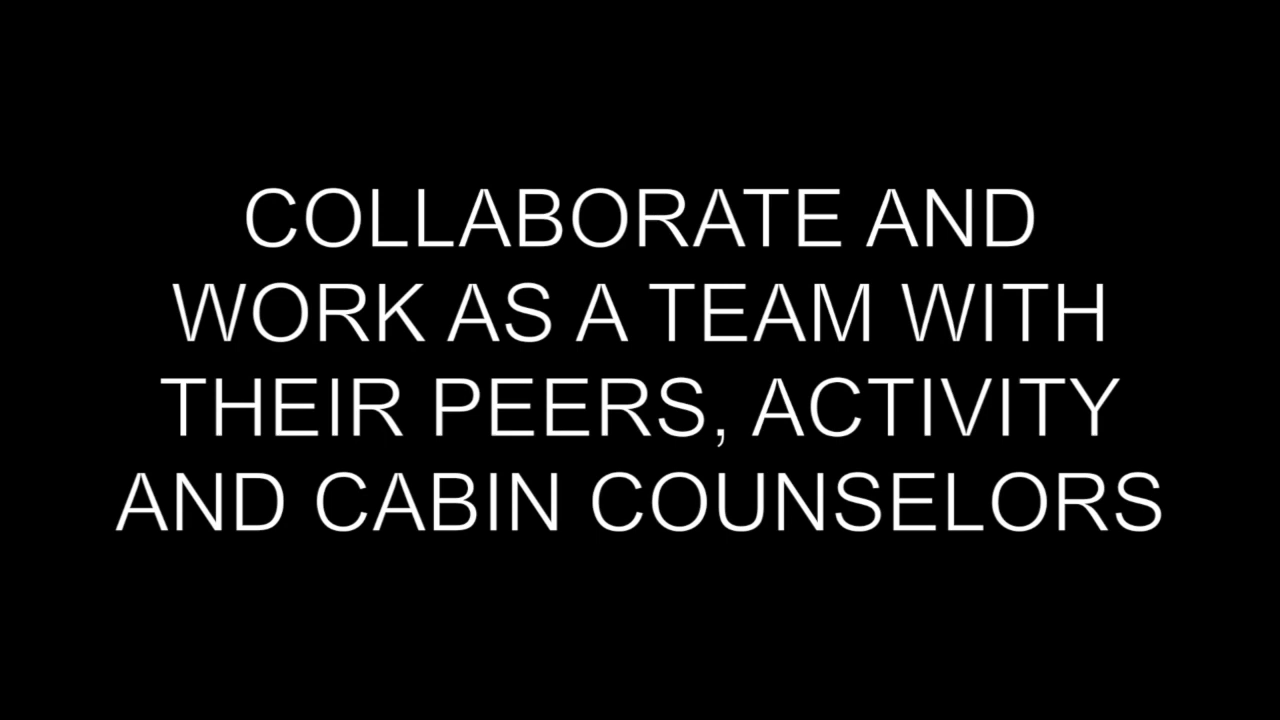 COLLABORATE AND
WORK AS A TEAM WITH
THEIR PEERS, ACTIVITY
AND CABIN COUNSELORS